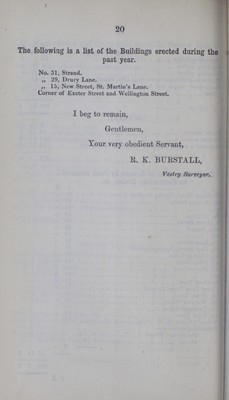 20
The following is a list of the Buildings erected during the
past year.
No. 31, Strand.
„ 29, Drury Lane.
„ 15, New Street, St. Martin's Lane.
Corner of Exeter Street and Wellington Street.
I beg to remain,
Gentlemen,
Your very obedient Servant,
R. K. BURSTALL,
Vestry Surveyor.